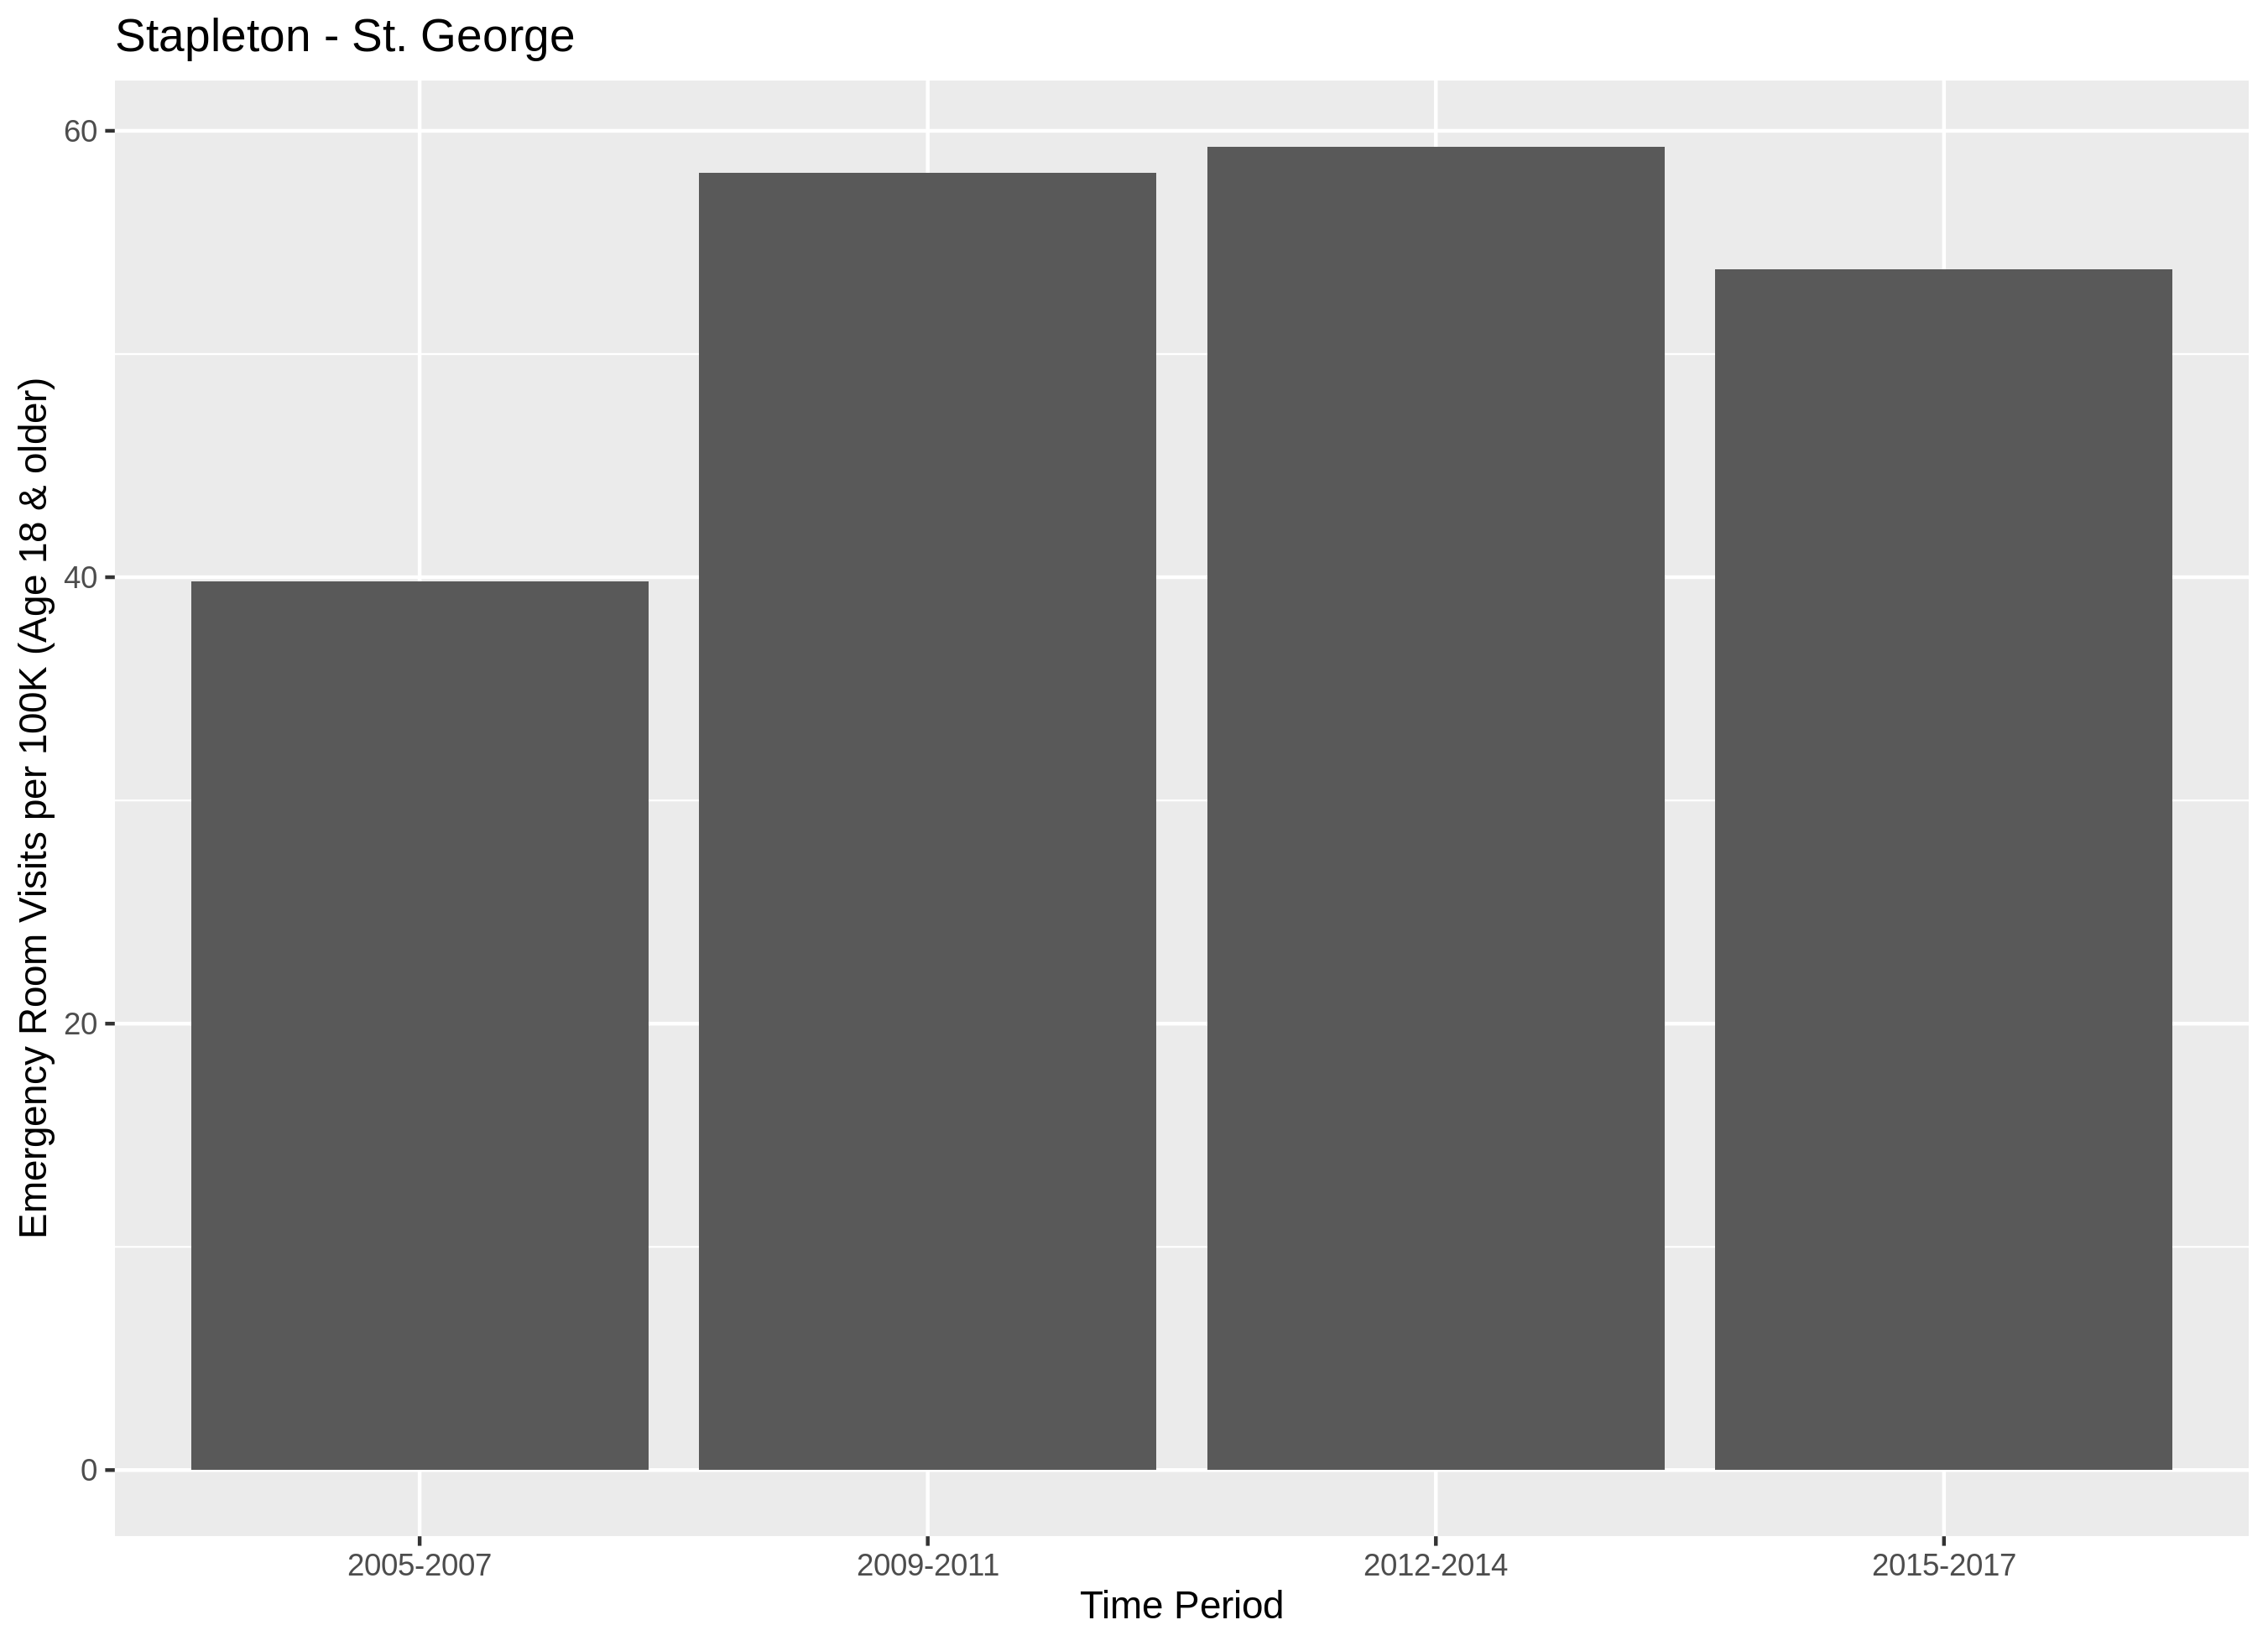 Stapleton - St. George
Emergency Room Visits per 100K (Age 18 & older)
60
40
20
0
2005-2007
2009-2011
2012-2014
2015-2017
Time Period